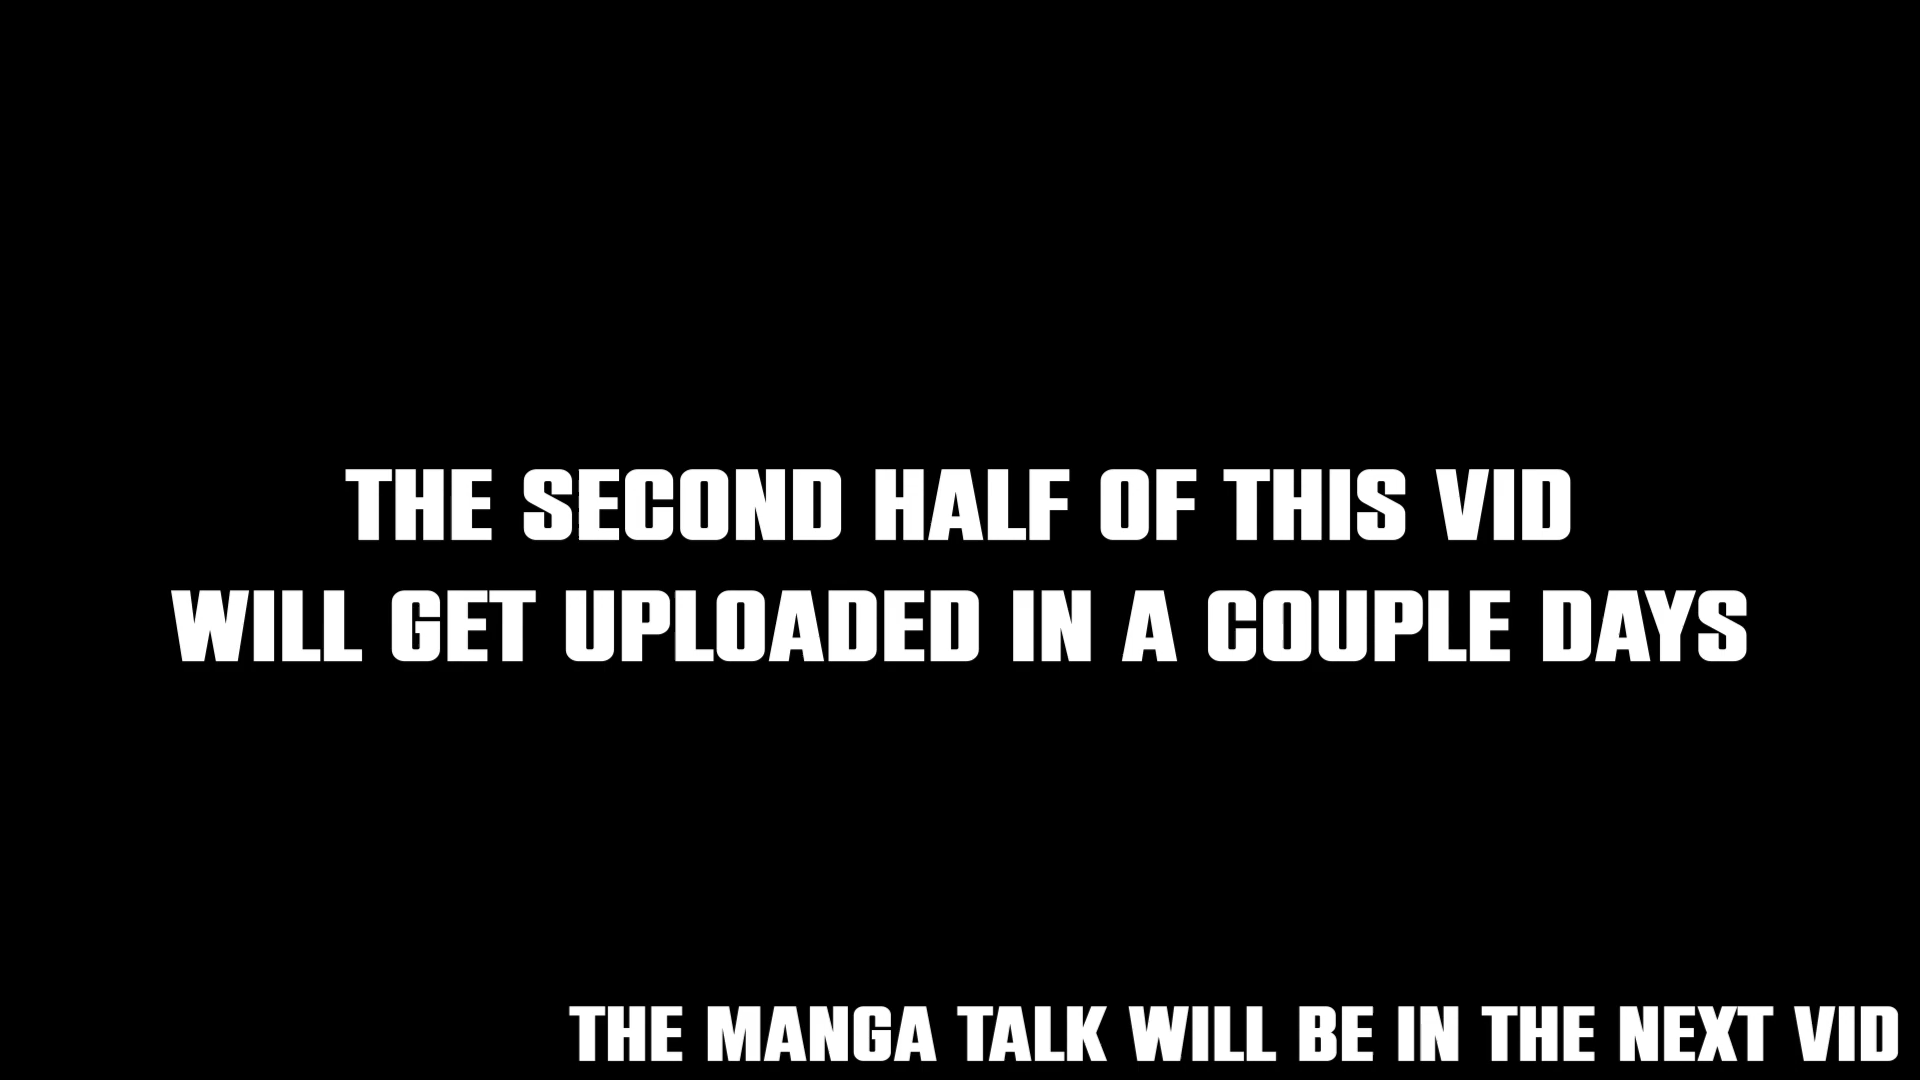 THE SECOND HALF OF THIS VID
WILL GET UPLOADED IN A COUPLE DAYS
THE MANGA TALK WILL BE IN THE NEXT VID